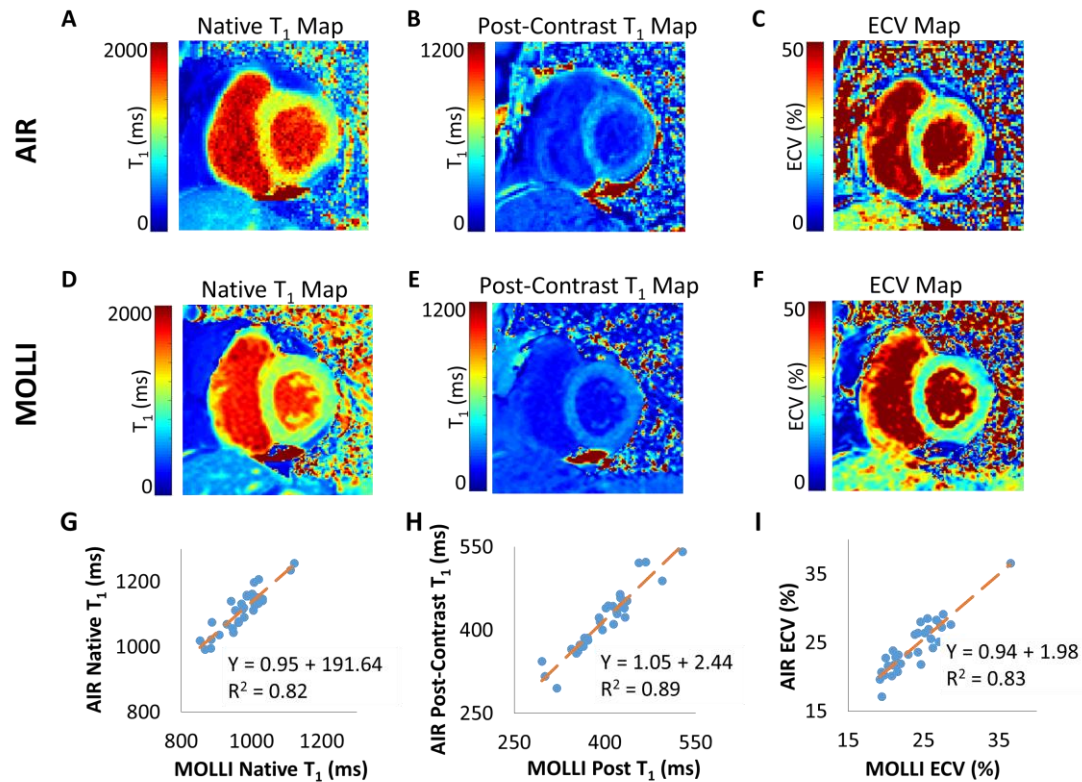 A
B
C
Native T₁ Map
Post-Contrast T₁ Map
ECV Map
2000
1200
50
AIR
T₁ (ms)
T₁ (ms)
ECV (%)
0
0
0
D
E
F
Native T₁ Map
Post-Contrast T₁ Map
ECV Map
2000
1200
50
MOLLI
T₁ (ms)
T₁ (ms)
ECV (%)
0
0
0
G
AIR Native T₁ (ms)
1200
1000
800
Y = 0.95 + 191.64
R² = 0.82
800 1000 1200
MOLLI Native T₁ (ms)
H
AIR Post-Contrast T₁ (ms)
550
400
250
Y = 1.05 + 2.44
R² = 0.89
250 400 550
MOLLI Post T₁ (ms)
I
AIR ECV (%)
35
25
15
Y = 0.94 + 1.98
R² = 0.83
15 25 35
MOLLI ECV (%)